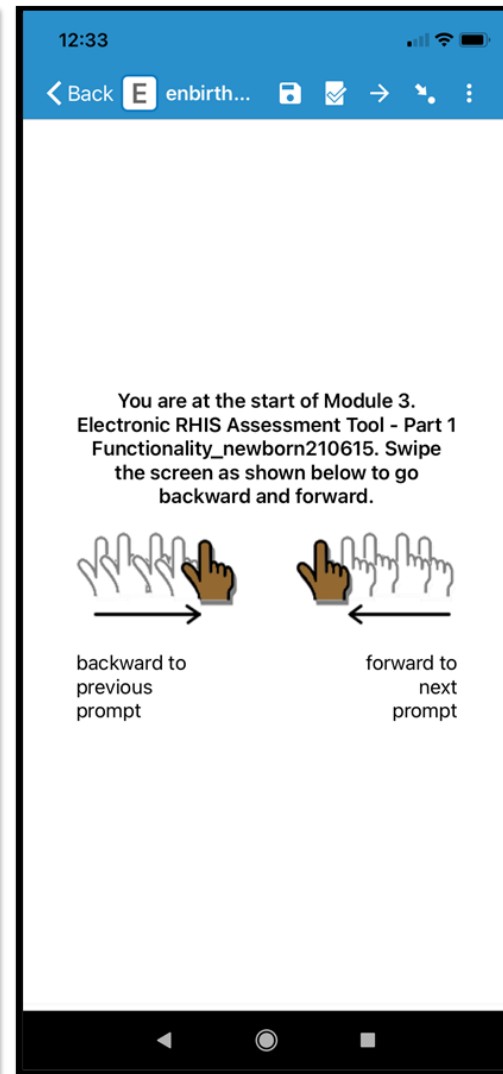 12:33
Back E enbirth...
You are at the start of Module 3.
Electronic RHIS Assessment Tool - Part 1
Functionality_newborn210615. Swipe
the screen as shown below to go
backward and forward.
backward to
previous
prompt
forward to
next
prompt